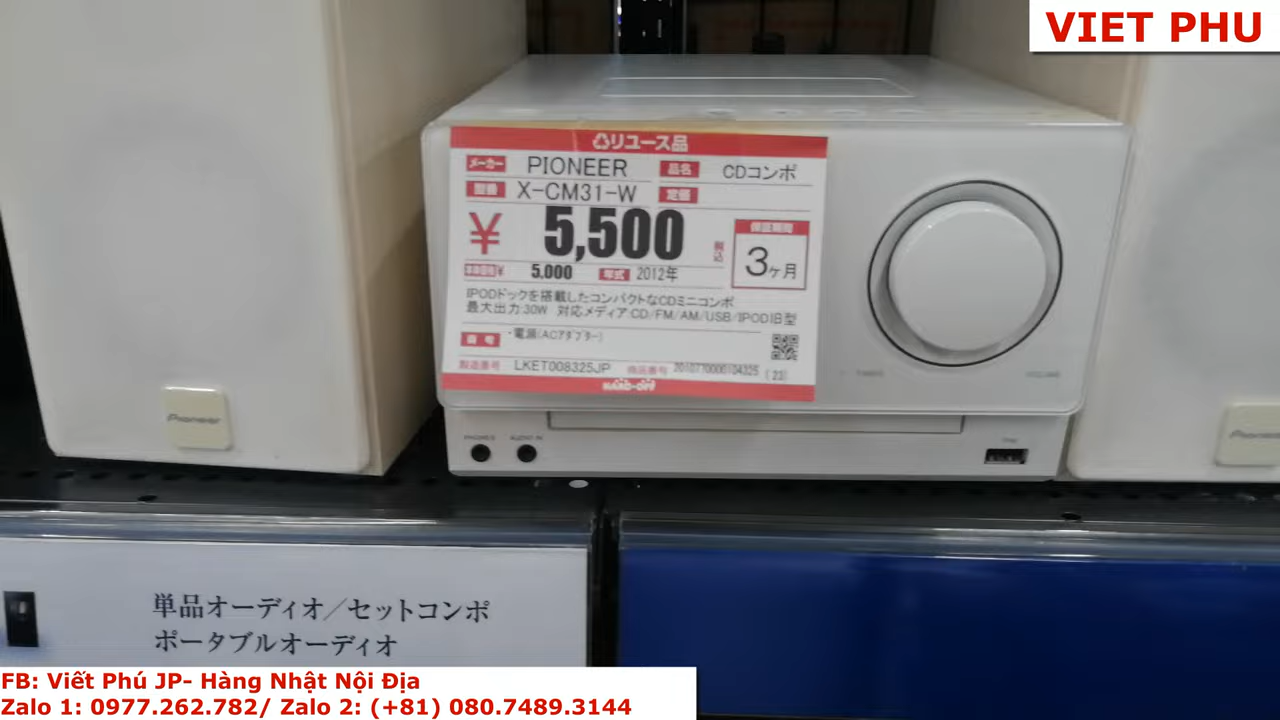 VIET PHU
リユース品
メーカー PIONEER 品名 CDコンポ
型番 X-CM31-W 定価
¥ 5,500 税込
保証期間
3ヶ月
本体価格¥ 5,000 年式 2012年
IPODドックを搭載したコンパクトなCDミニコンポ
最大出力:30W 対応メディア:CD/FM/AM/USB/IPOD旧型
備考 ・電源(ACアダプター)
製造番号 LKET008325JP 商品番号 2010770000104325 (23)
HARD-OFF
VOLUME
Pioneer
Pioneer
PHONES AUDIO IN
単品オーディオ／セットコンポ
ポータブルオーディオ
FB: Viết Phú JP- Hàng Nhật Nội Địa
Zalo 1: 0977.262.782/ Zalo 2: (+81) 080.7489.3144